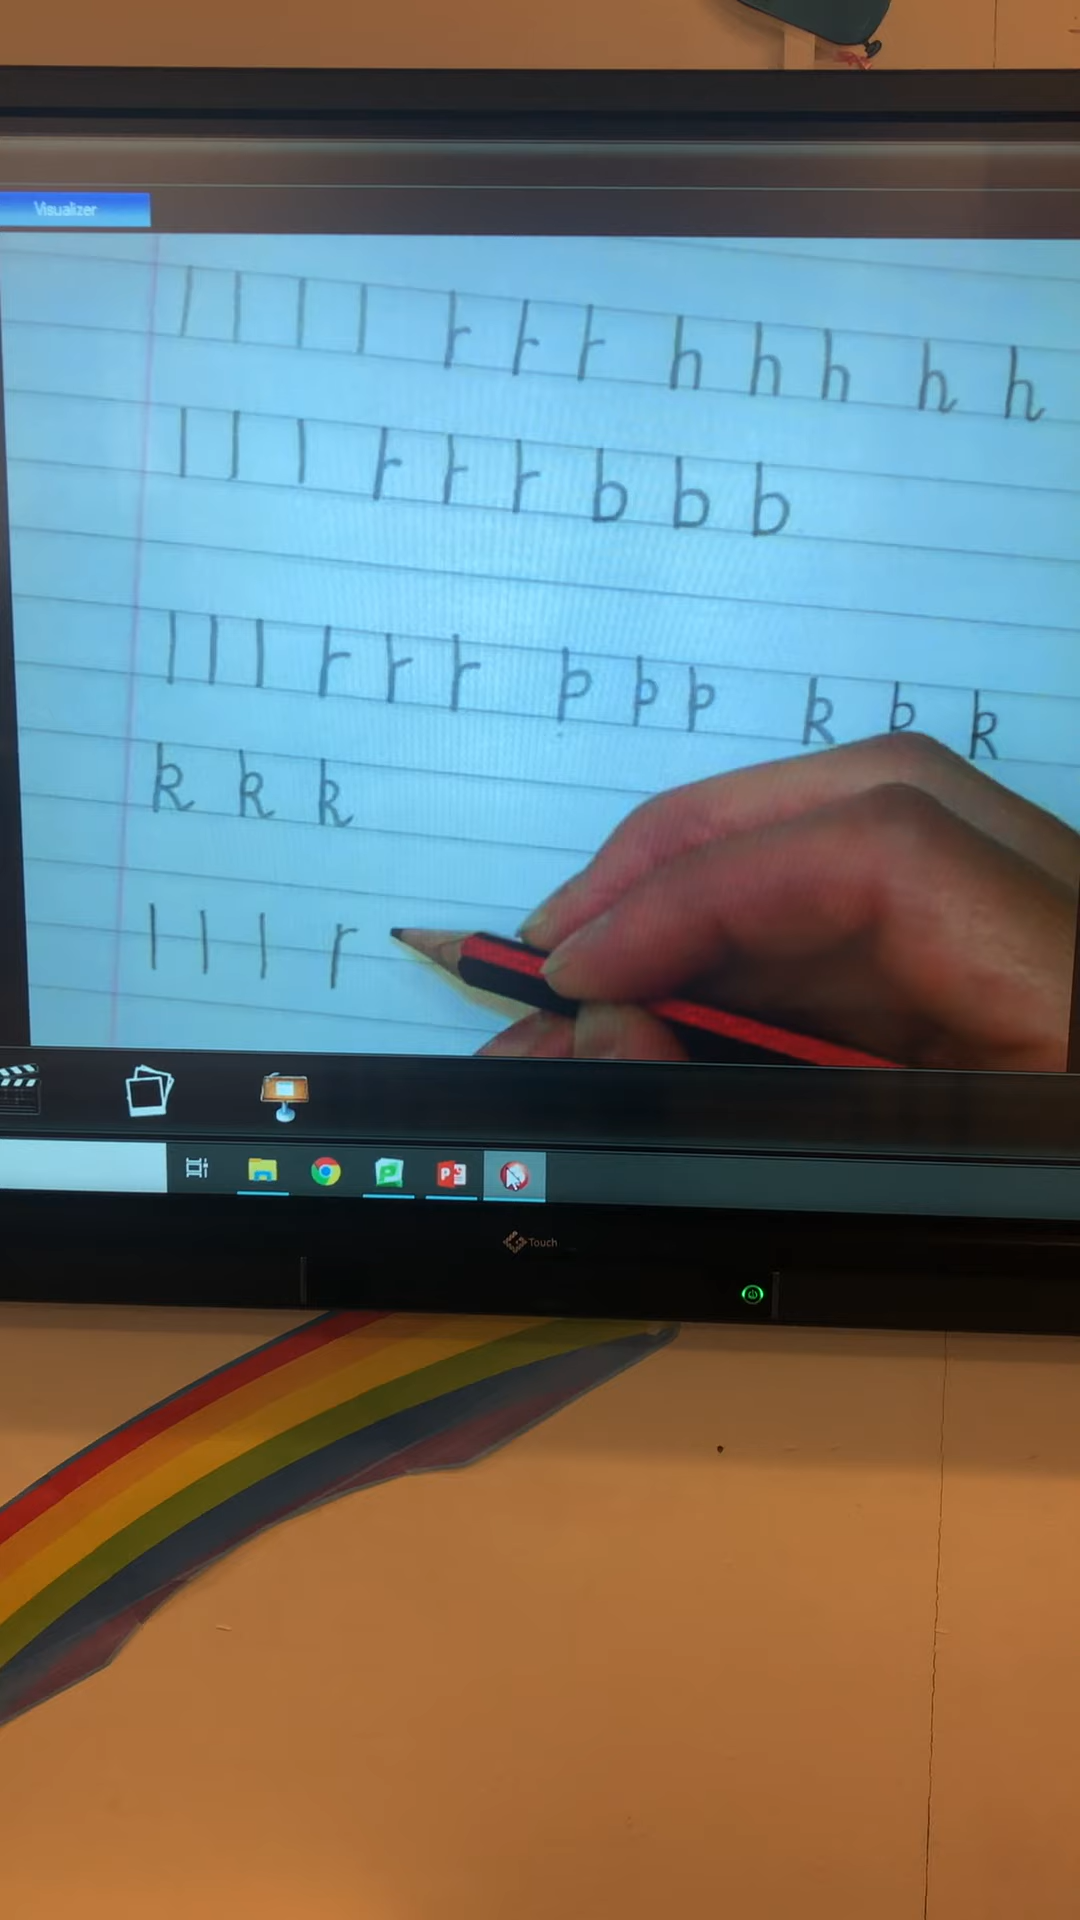 Visualizer
l l l l r r r h h h h h
l l l r r r b b b
l l l r r r p p p k b k
k k k
l l l r
Touch